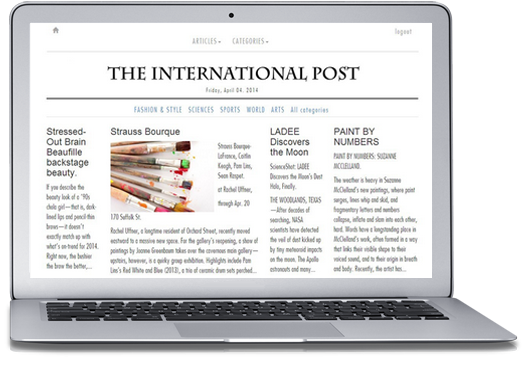 logout
ARTICLES CATEGORIES
THE INTERNATIONAL POST
Friday, April 04, 2014
FASHION & STYLE SCIENCES SPORTS WORLD ARTS All categories
Stressed-
Out Brain
Beaufille
backstage
beauty.
If you describe the
beauty look of a '90s
chola girl—that is, dark-
lined lips and pencil-thin
brows—it doesn't
exactly match up with
what's on-trend for 2014.
Right now, the bushier
the brow the better,...
Strauss Bourque
Strauss Bourque-
LaFrance, Caitlin
Keogh, Pam Lins,
Sean Raspet.
at Rachel Uffner,
through Apr. 20
170 Suffolk St.
Rachel Uffner, a longtime resident of Orchard Street, recently moved
eastward to a massive new space. For the gallery's reopening, a show of
paintings by Joanne Greenbaum takes over the cavernous main gallery—
upstairs, however, is a quirky group exhibition. Highlights include Pam
Lins's Red White and Blue (2013), a trio of ceramic drum sets perched...
LADEE
Discovers
the Moon
ScienceShot: LADEE
Discovers the Moon's Dust
Halo, Finally.
THE WOODLANDS, TEXAS
—After decades of
searching, NASA
scientists have detected
the veil of dust kicked up
by tiny meteoroid impacts
on the moon. The Apollo
astronauts and many...
PAINT BY
NUMBERS
PAINT BY NUMBERS: SUZANNE
MCCLELLAND.
The weather is heavy in Suzanne
McClelland's new paintings, where paint
surges, lines whip and skid, and
fragmentary letters and numbers
collapse, inflate and slam into each other,
hard. Words have a longstanding place in
McClelland's work, often formed in a way
that links their visible shape to their
voiced sound, and to their origin in breath
and body. Recently, the artist has...